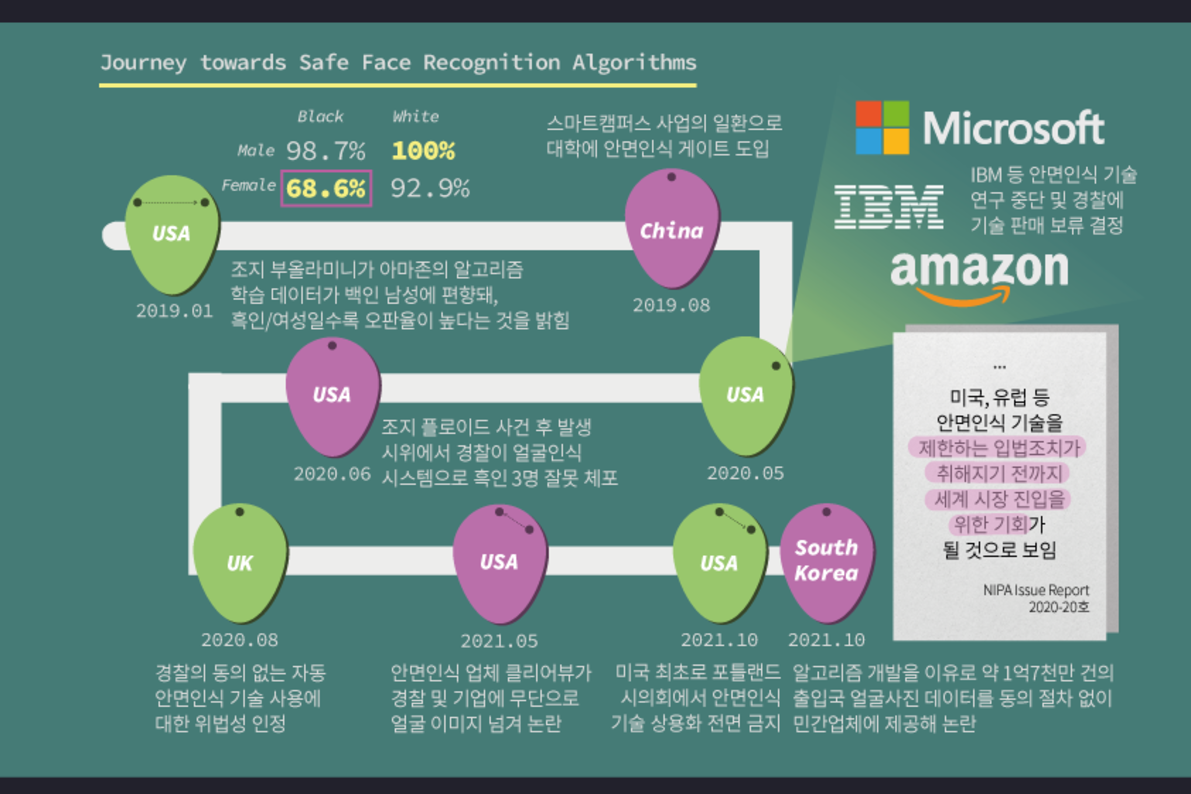 Journey towards Safe Face Recognition Algorithms
Black White
Male 98.7% 100%
Female 68.6% 92.9%
USA
2019.01
조지 부올라미니가 아마존의 알고리즘
학습 데이터가 백인 남성에 편향돼,
흑인/여성일수록 오판율이 높다는 것을 밝힘
스마트캠퍼스 사업의 일환으로
대학에 안면인식 게이트 도입
China
2019.08
Microsoft
IBM
IBM 등 안면인식 기술
연구 중단 및 경찰에
기술 판매 보류 결정
amazon
USA
2020.05
USA
2020.06
조지 플로이드 사건 후 발생
시위에서 경찰이 얼굴인식
시스템으로 흑인 3명 잘못 체포
...
미국, 유럽 등
안면인식 기술을
제한하는 입법조치가
취해지기 전까지
세계 시장 진입을
위한 기회가
될 것으로 보임
NIPA Issue Report
2020-20호
UK
2020.08
경찰의 동의 없는 자동
안면인식 기술 사용에
대한 위법성 인정
USA
2021.05
안면인식 업체 클리어뷰가
경찰 및 기업에 무단으로
얼굴 이미지 넘겨 논란
USA
2021.10
미국 최초로 포틀랜드
시의회에서 안면인식
기술 상용화 전면 금지
South
Korea
2021.10
알고리즘 개발을 이유로 약 1억7천만 건의
출입국 얼굴사진 데이터를 동의 절차 없이
민간업체에 제공해 논란